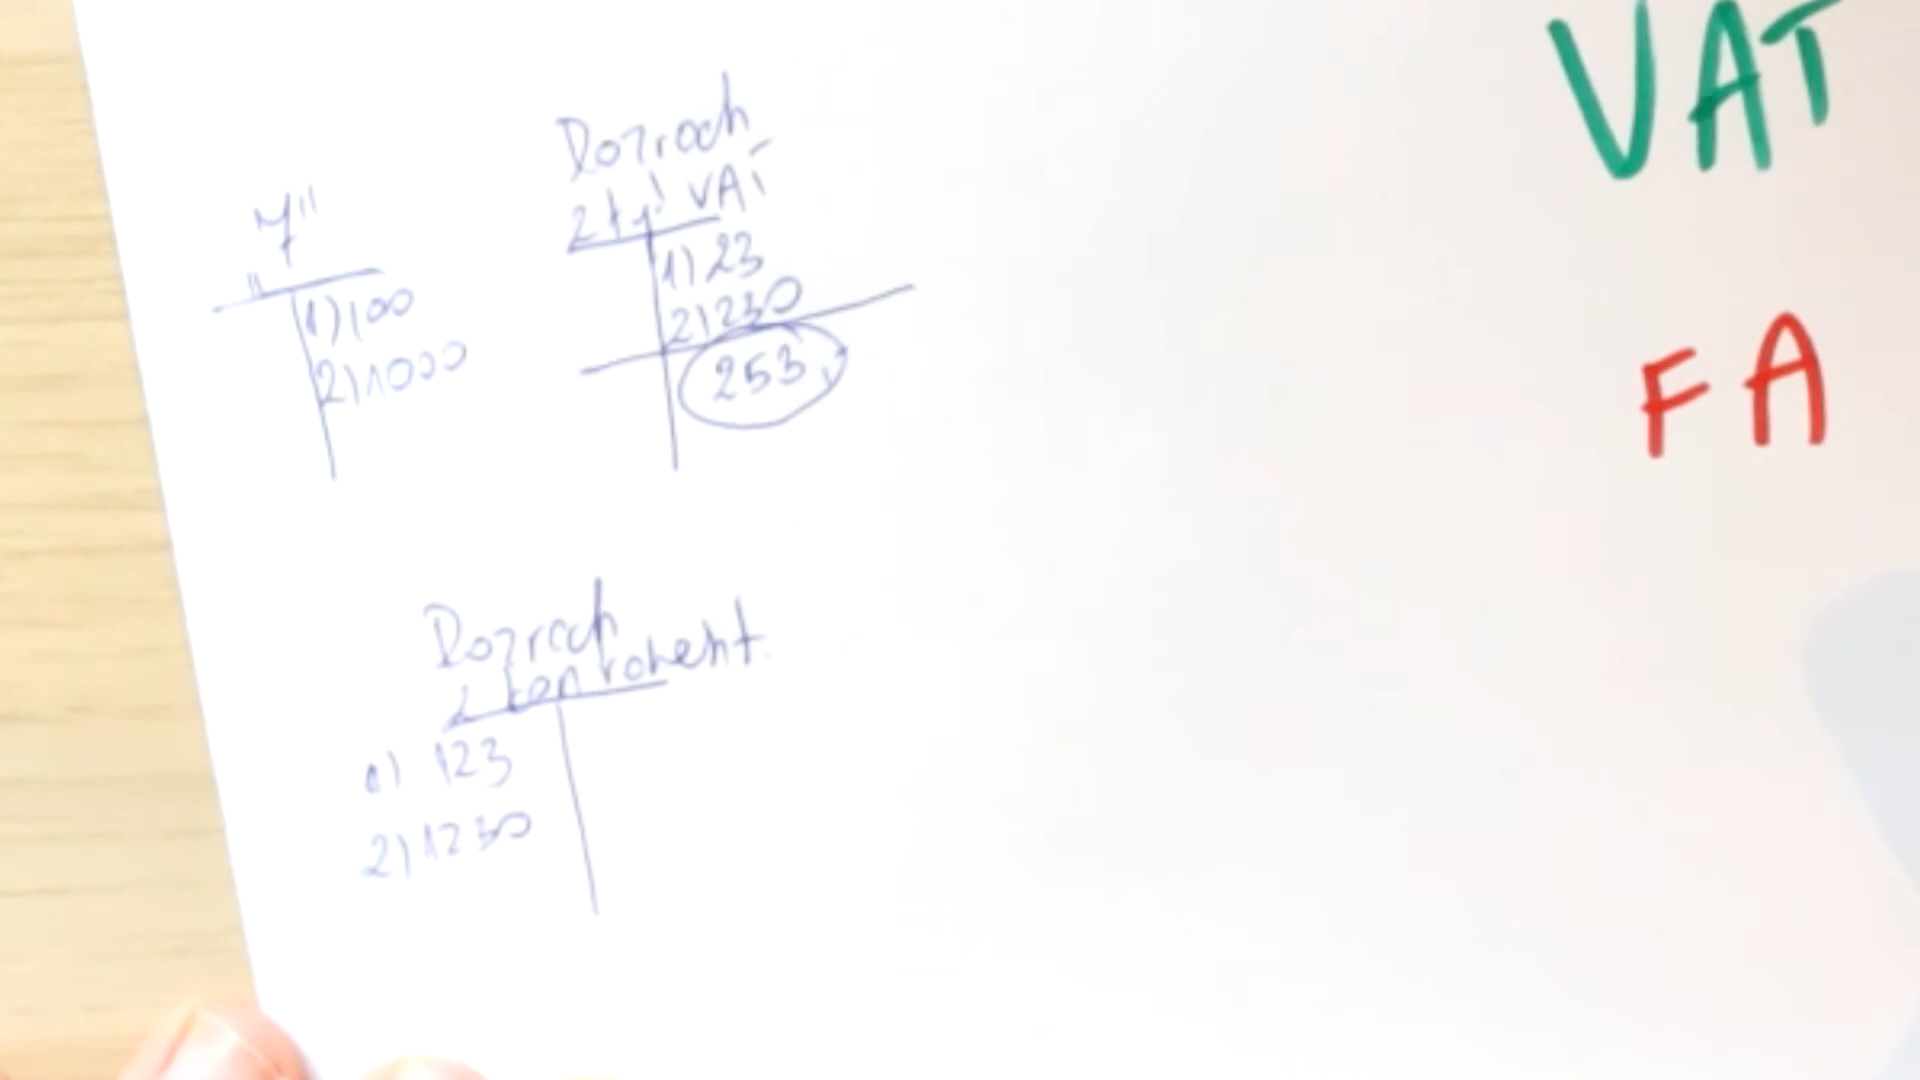 „7"
1) 100
2) 1000
Rozrach
z tyt VAT
1) 23
2) 230
253,
Rozrach
z kontrahent.
1) 123
2) 1230
VAT
FA